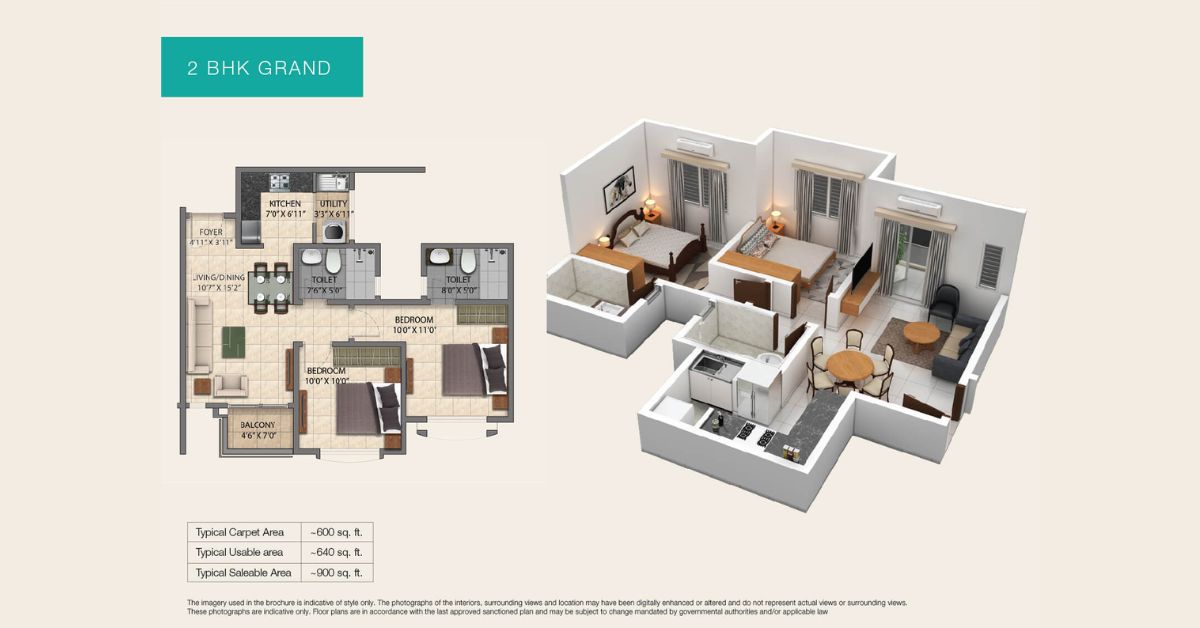 2 BHK GRAND
KITCHEN
7'0" X 6'11"
UTILITY
3'3" X 6'11"
FOYER
4'11" X 3'11"
LIVING/DINING
10'7" X 15'2"
TOILET
7'6" X 5'0"
TOILET
8'0" X 5'0"
BEDROOM
10'0" X 11'0"
BEDROOM
10'0" X 10'0"
BALCONY
4'6" X 7'0"
Typical Carpet Area ~600 sq. ft.
Typical Usable area ~640 sq. ft.
Typical Saleable Area ~900 sq. ft.
The imagery used in the brochure is indicative of style only. The photographs of the interiors, surrounding views and location may have been digitally enhanced or altered and do not represent actual views or surrounding views.
These photographs are indicative only. Floor plans are in accordance with the last approved sanctioned plan and may be subject to change mandated by governmental authorities and/or applicable law